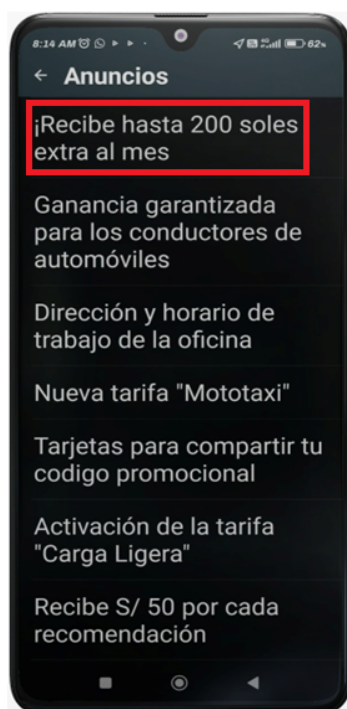 8:14 AM
62%
Anuncios
¡Recibe hasta 200 soles
extra al mes
Ganancia garantizada
para los conductores de
automóviles
Dirección y horario de
trabajo de la oficina
Nueva tarifa "Mototaxi"
Tarjetas para compartir tu
codigo promocional
Activación de la tarifa
"Carga Ligera"
Recibe S/ 50 por cada
recomendación